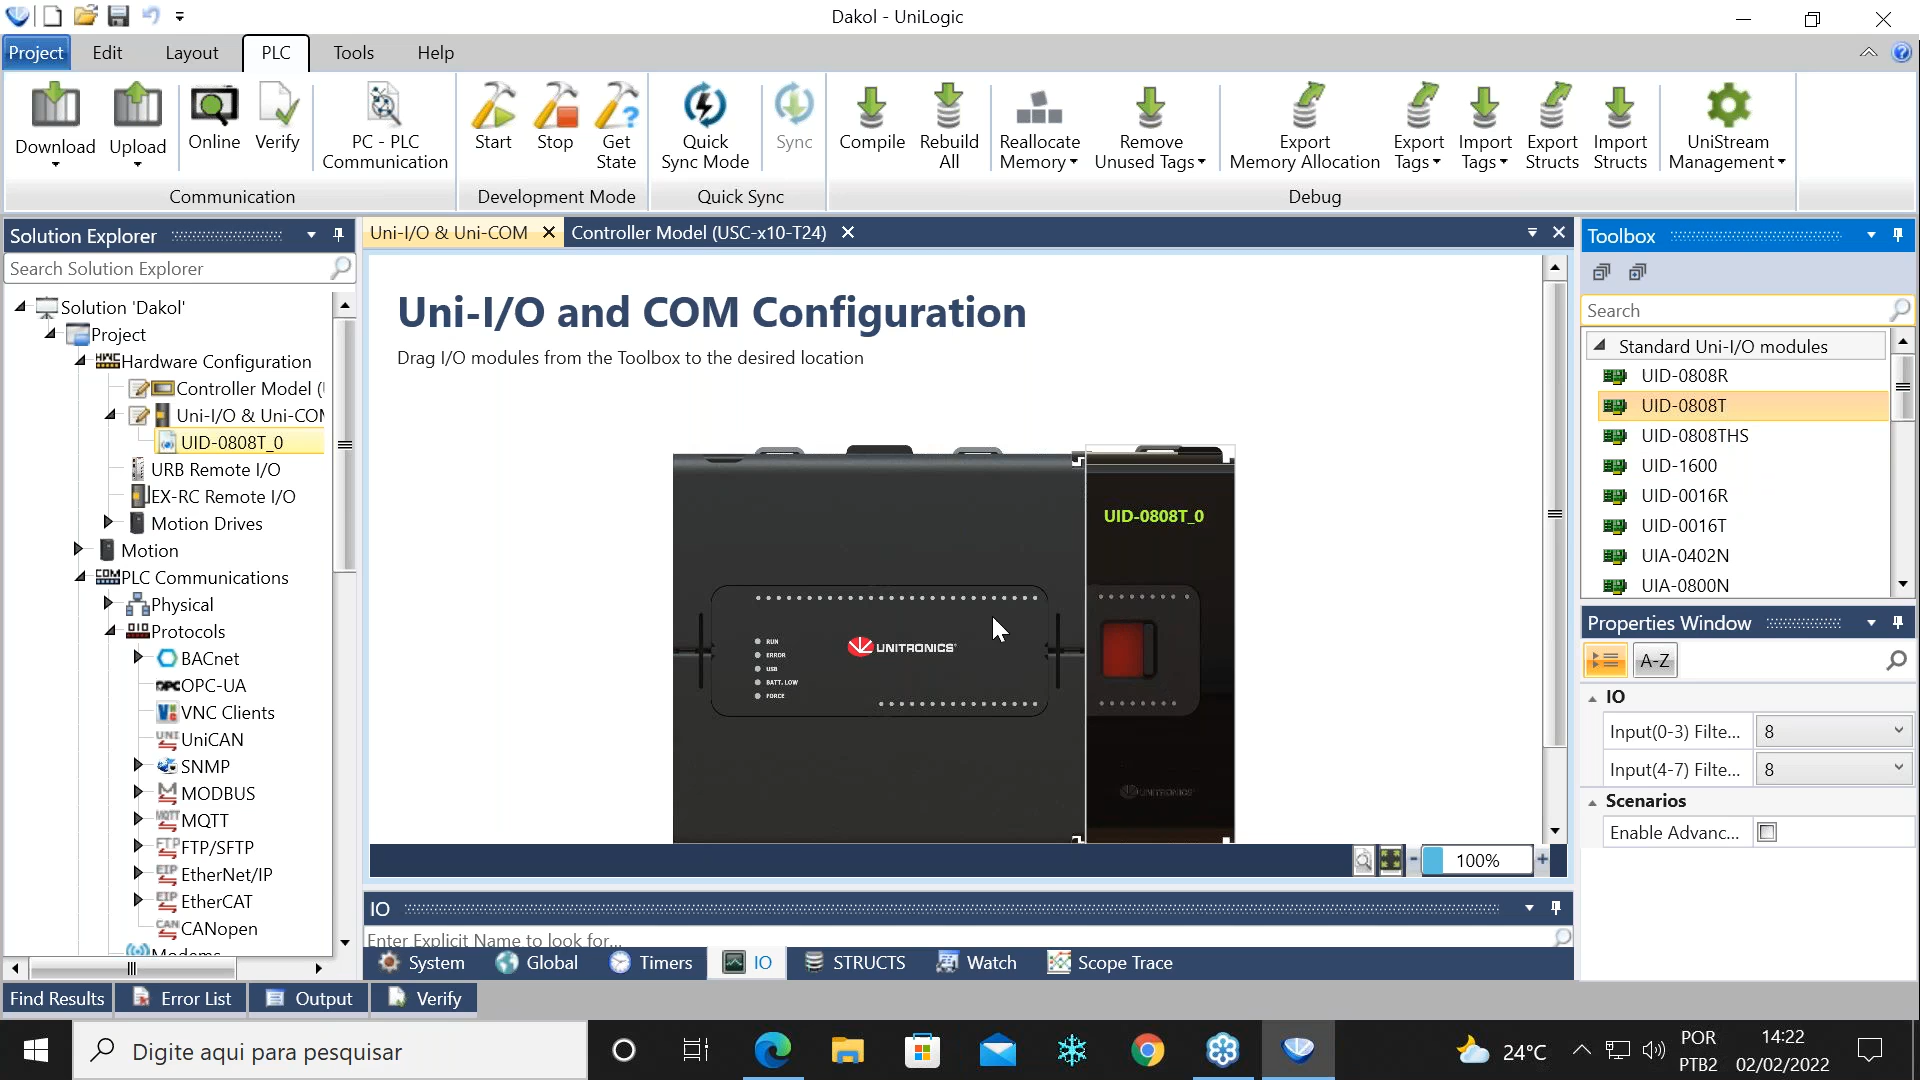 Dakol - UniLogic
Project Edit Layout PLC Tools Help
Download Upload Online Verify PC - PLC Communication
Communication
Start Stop Get State
Development Mode
Quick Sync Mode Sync
Quick Sync
Compile Rebuild All Reallocate Memory Remove Unused Tags Export Memory Allocation Export Tags Import Tags Export Structs Import Structs UniStream Management
Debug
Solution Explorer
Search Solution Explorer
Solution 'Dakol'
Project
Hardware Configuration
Controller Model (
Uni-I/O & Uni-COM
UID-0808T_0
URB Remote I/O
EX-RC Remote I/O
Motion Drives
Motion
PLC Communications
Physical
Protocols
BACnet
OPC-UA
VNC Clients
UniCAN
SNMP
MODBUS
MQTT
FTP/SFTP
EtherNet/IP
EtherCAT
CANopen
Modems
Uni-I/O & Uni-COM
Controller Model (USC-x10-T24)
Uni-I/O and COM Configuration
Drag I/O modules from the Toolbox to the desired location
UID-0808T_0
RUN
ERROR
USB
BATT. LOW
FORCE
UNITRONICS
UNITRONICS
100%
IO
Enter Explicit Name to look for...
System Global Timers IO STRUCTS Watch Scope Trace
Toolbox
Search
Standard Uni-I/O modules
UID-0808R
UID-0808T
UID-0808THS
UID-1600
UID-0016R
UID-0016T
UIA-0402N
UIA-0800N
Properties Window
A-Z
IO
Input(0-3) Filte... 8
Input(4-7) Filte... 8
Scenarios
Enable Advanc...
Find Results Error List Output Verify
Digite aqui para pesquisar
24°C
POR
PTB2
14:22
02/02/2022